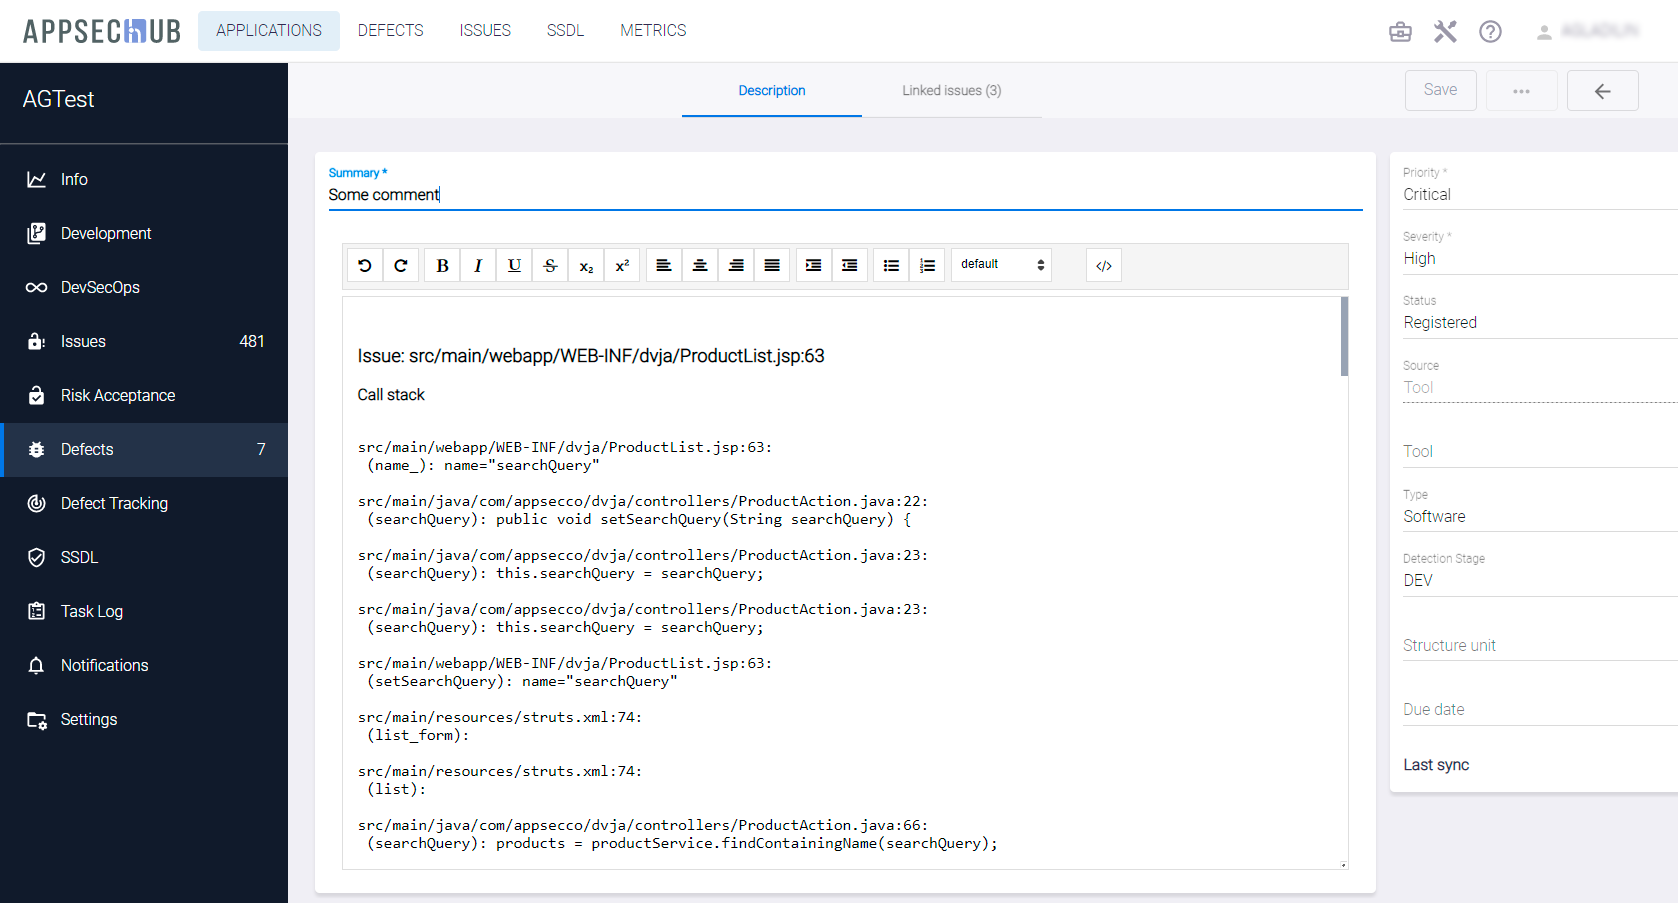 APPSECHUB
APPLICATIONS
DEFECTS
ISSUES
SSDL
METRICS
AGTest
Description
Linked issues (3)
Save
Info
Development
DevSecOps
Issues 481
Risk Acceptance
Defects 7
Defect Tracking
SSDL
Task Log
Notifications
Settings
Summary *
Some comment
B I U S x₂ x² default </>
Issue: src/main/webapp/WEB-INF/dvja/ProductList.jsp:63
Call stack
src/main/webapp/WEB-INF/dvja/ProductList.jsp:63:
(name_): name="searchQuery"
src/main/java/com/appsecco/dvja/controllers/ProductAction.java:22:
(searchQuery): public void setSearchQuery(String searchQuery) {
src/main/java/com/appsecco/dvja/controllers/ProductAction.java:23:
(searchQuery): this.searchQuery = searchQuery;
src/main/java/com/appsecco/dvja/controllers/ProductAction.java:23:
(searchQuery): this.searchQuery = searchQuery;
src/main/webapp/WEB-INF/dvja/ProductList.jsp:63:
(setSearchQuery): name="searchQuery"
src/main/resources/struts.xml:74:
(list_form):
src/main/resources/struts.xml:74:
(list):
src/main/java/com/appsecco/dvja/controllers/ProductAction.java:66:
(searchQuery): products = productService.findContainingName(searchQuery);
Priority *
Critical
Severity *
High
Status
Registered
Source
Tool
Tool
Type
Software
Detection Stage
DEV
Structure unit
Due date
Last sync